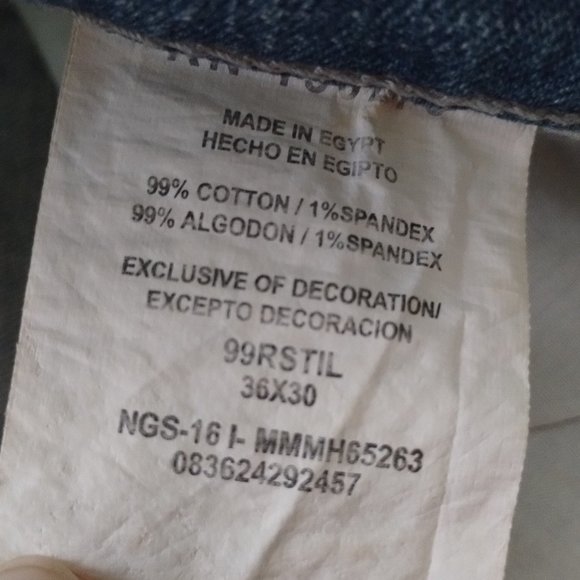 MADE IN EGYPT
HECHO EN EGIPTO
99% COTTON / 1%SPANDEX
99% ALGODON / 1%SPANDEX
EXCLUSIVE OF DECORATION/
EXCEPTO DECORACION
99RSTIL
36X30
NGS-16 I- MMMH65263
083624292457